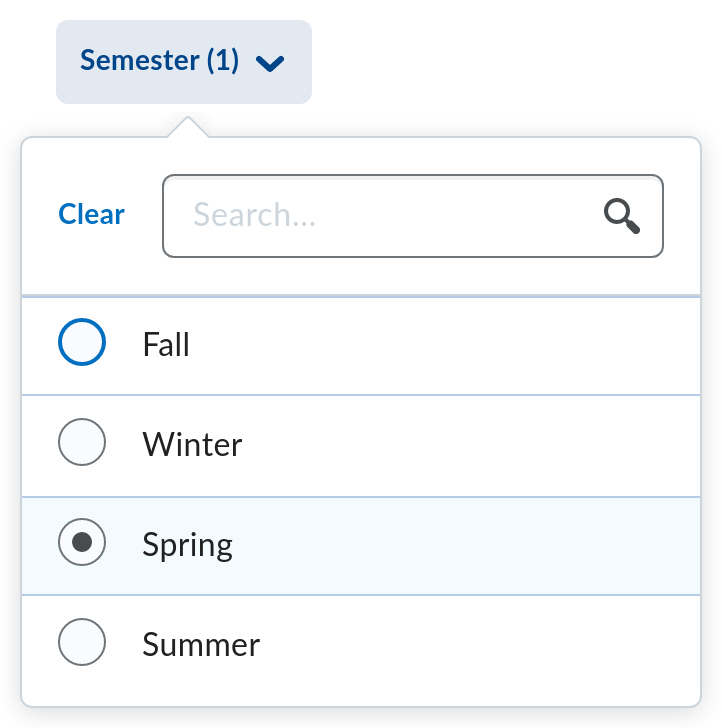 Semester (1)
Clear
Search...
Fall
Winter
Spring
Summer